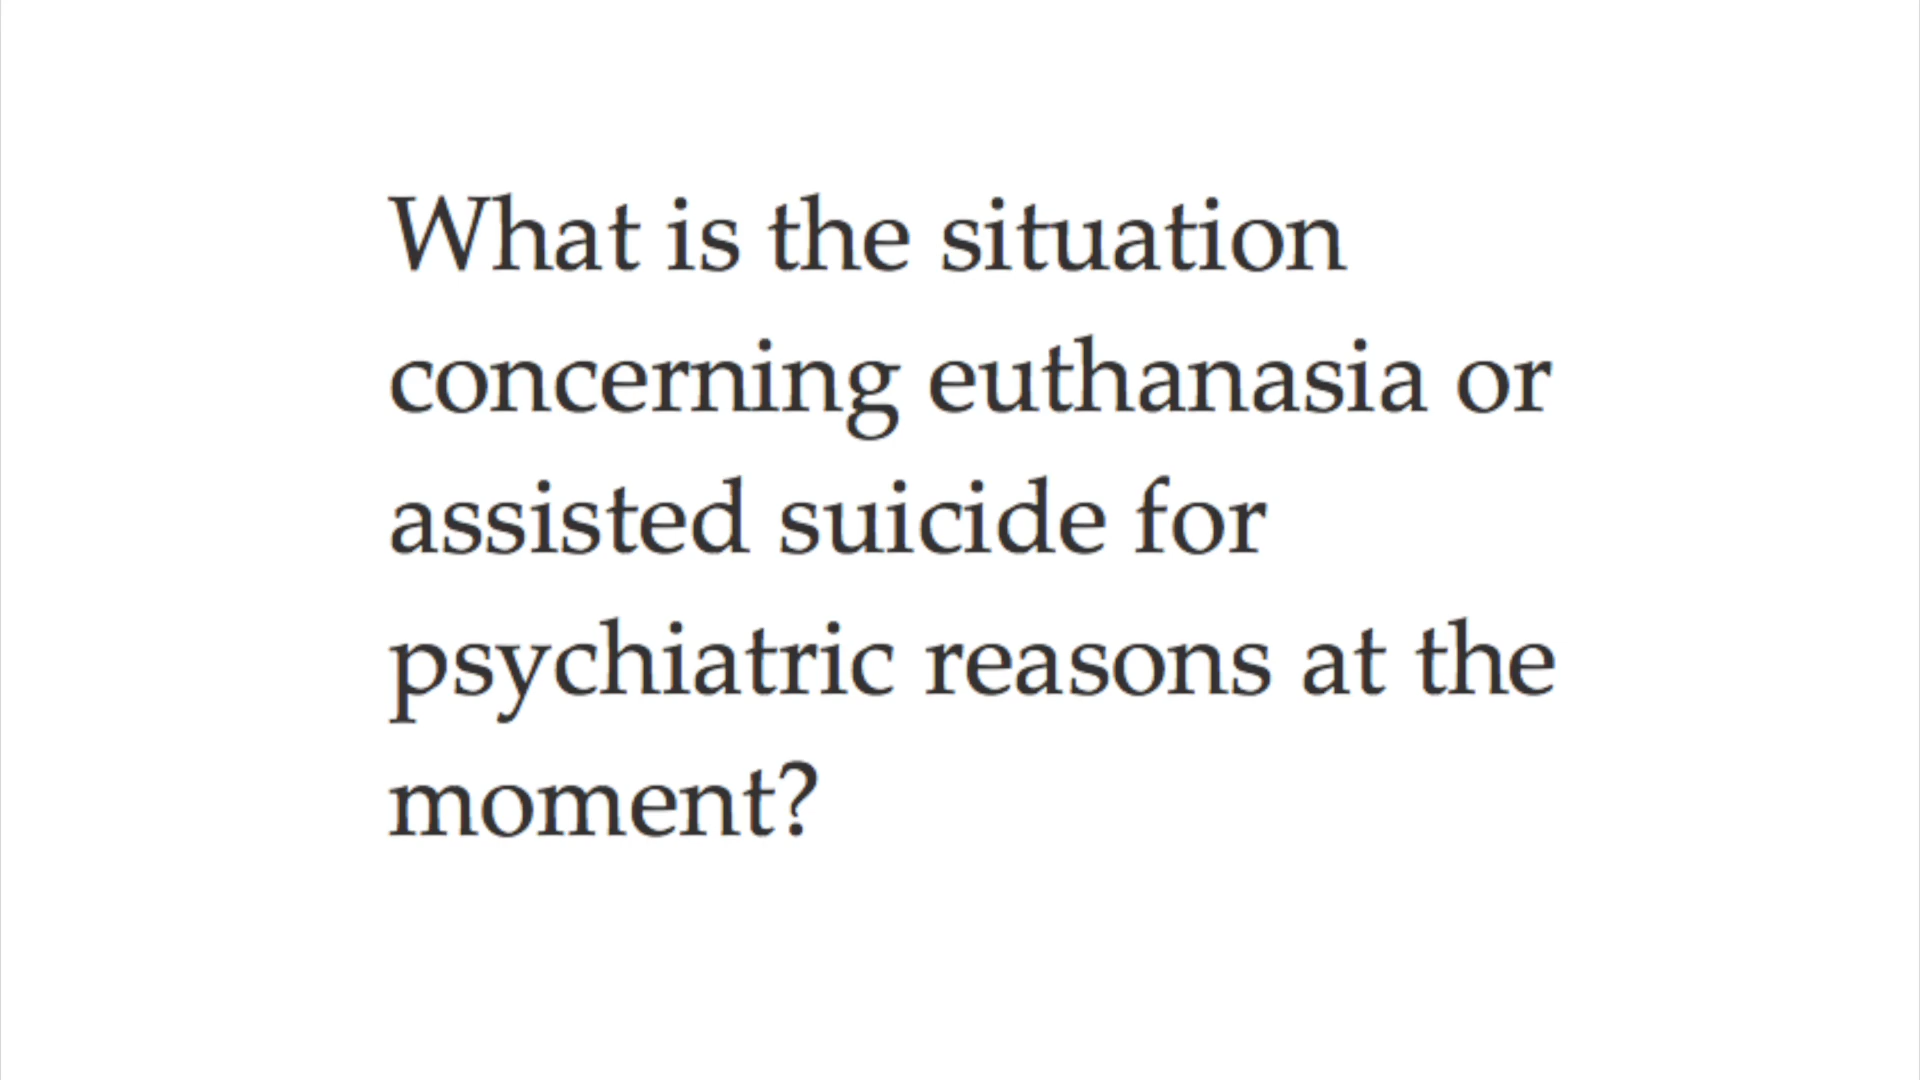 What is the situation
concerning euthanasia or
assisted suicide for
psychiatric reasons at the
moment?